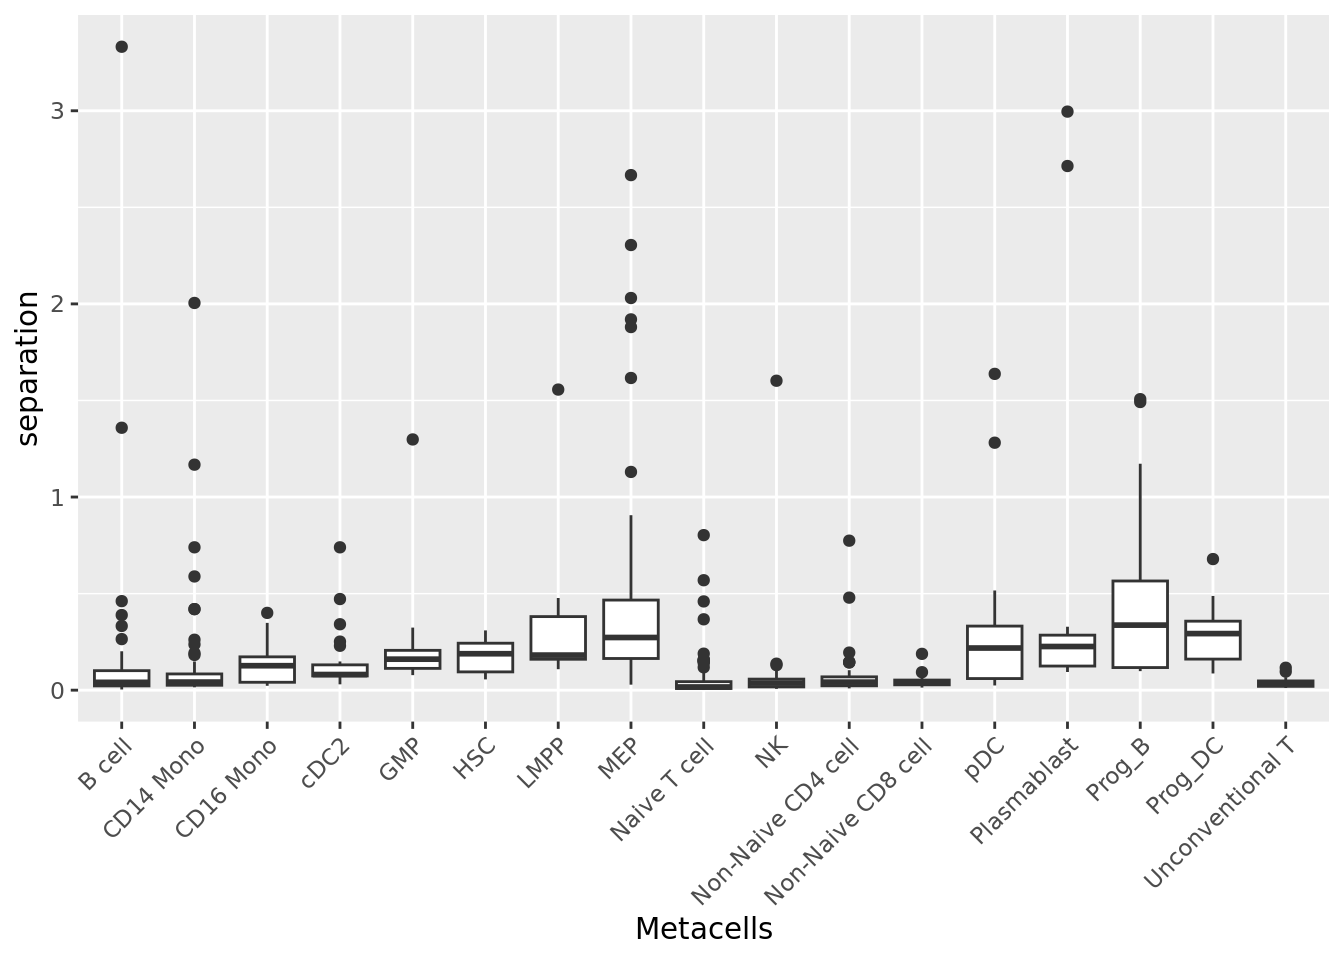 3
2
1
0
separation
B cell
CD14 Mono
CD16 Mono
cDC2
GMP
HSC
LMPP
MEP
Naive T cell
NK
Non-Naive CD4 cell
Non-Naive CD8 cell
pDC
Plasmablast
Prog_B
Prog_DC
Unconventional T
Metacells